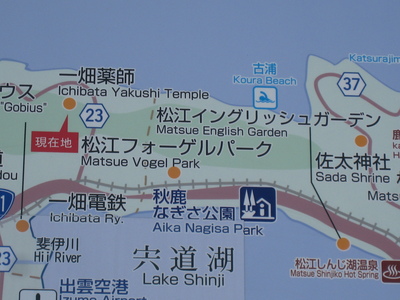 古浦
Koura Beach
37
一畑薬師
Ichibata Yakushi Temple
ウス
"Gobius"
23
松江イングリッシュガーデン
Matsue English Garden
現在地
松江フォーゲルパーク
Matsue Vogel Park
佐太神社
Sada Shrine
一畑電鉄
Ichibata Ry.
秋鹿
なぎさ公園
Aika Nagisa Park
斐伊川
Hii River
宍道湖
Lake Shinji
松江しんじ湖温泉
Matsue Shinjiko Hot Spring
23
出雲空港
Izumo Airport